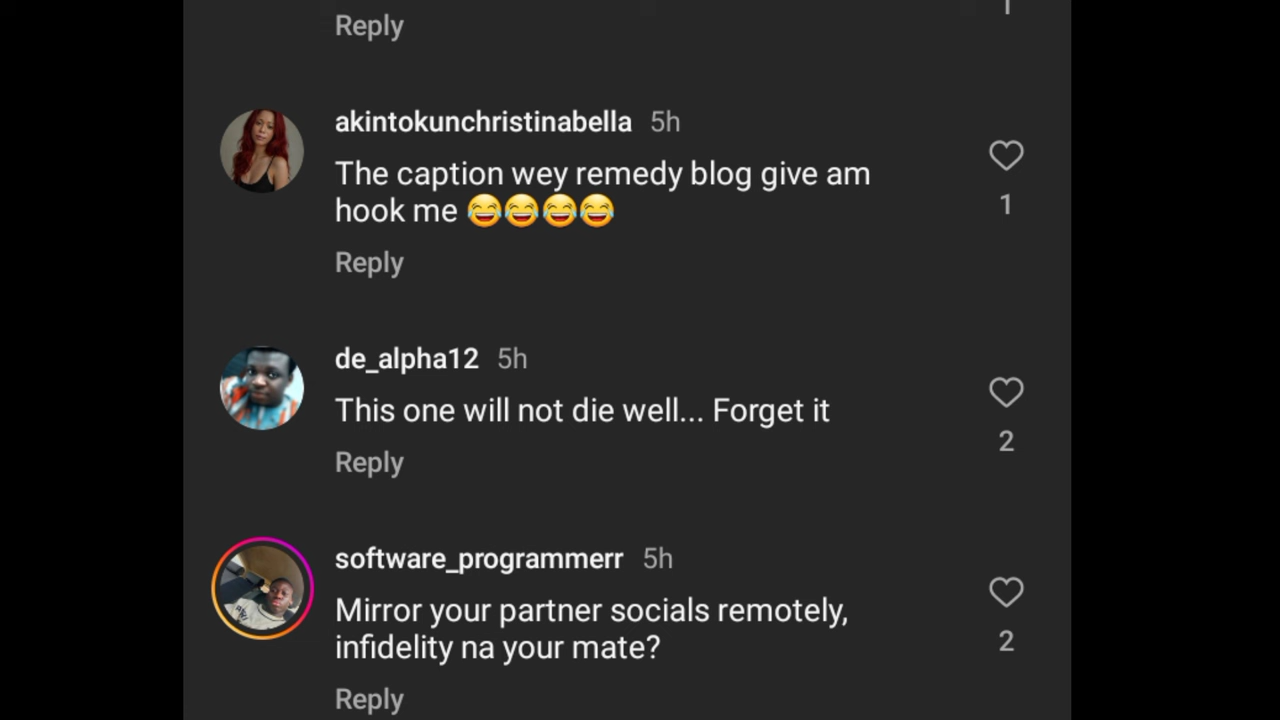 1
Reply
akintokunchristinabella 5h
The caption wey remedy blog give am
hook me 😂😂😂😂
1
Reply
de_alpha12 5h
This one will not die well... Forget it
2
Reply
software_programmerr 5h
Mirror your partner socials remotely,
infidelity na your mate?
2
Reply